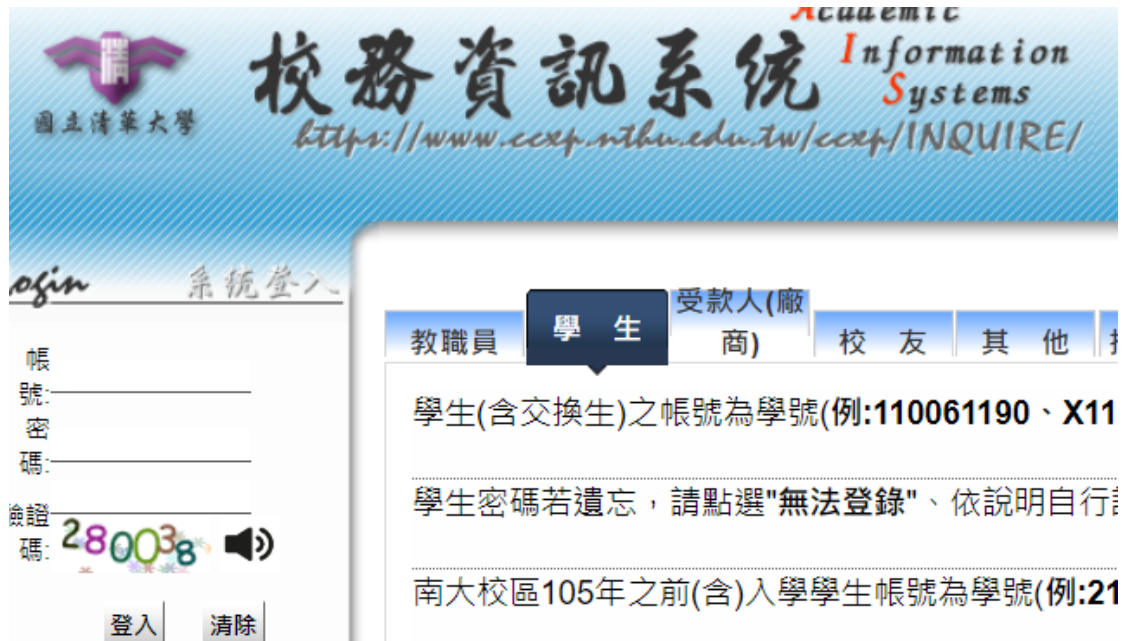 Academic
Information
Systems
校務資訊系統
國立清華大學
https://www.ccxp.nthu.edu.tw/ccxp/INQUIRE/
ogin 系統登入
帳
號:
密
碼:
驗證
碼: 280038
登入 清除
教職員 學 生 受款人(廠
商) 校 友 其 他
學生(含交換生)之帳號為學號(例:110061190、X11
學生密碼若遺忘,請點選"無法登錄"、依說明自行
南大校區105年之前(含)入學學生帳號為學號(例:21